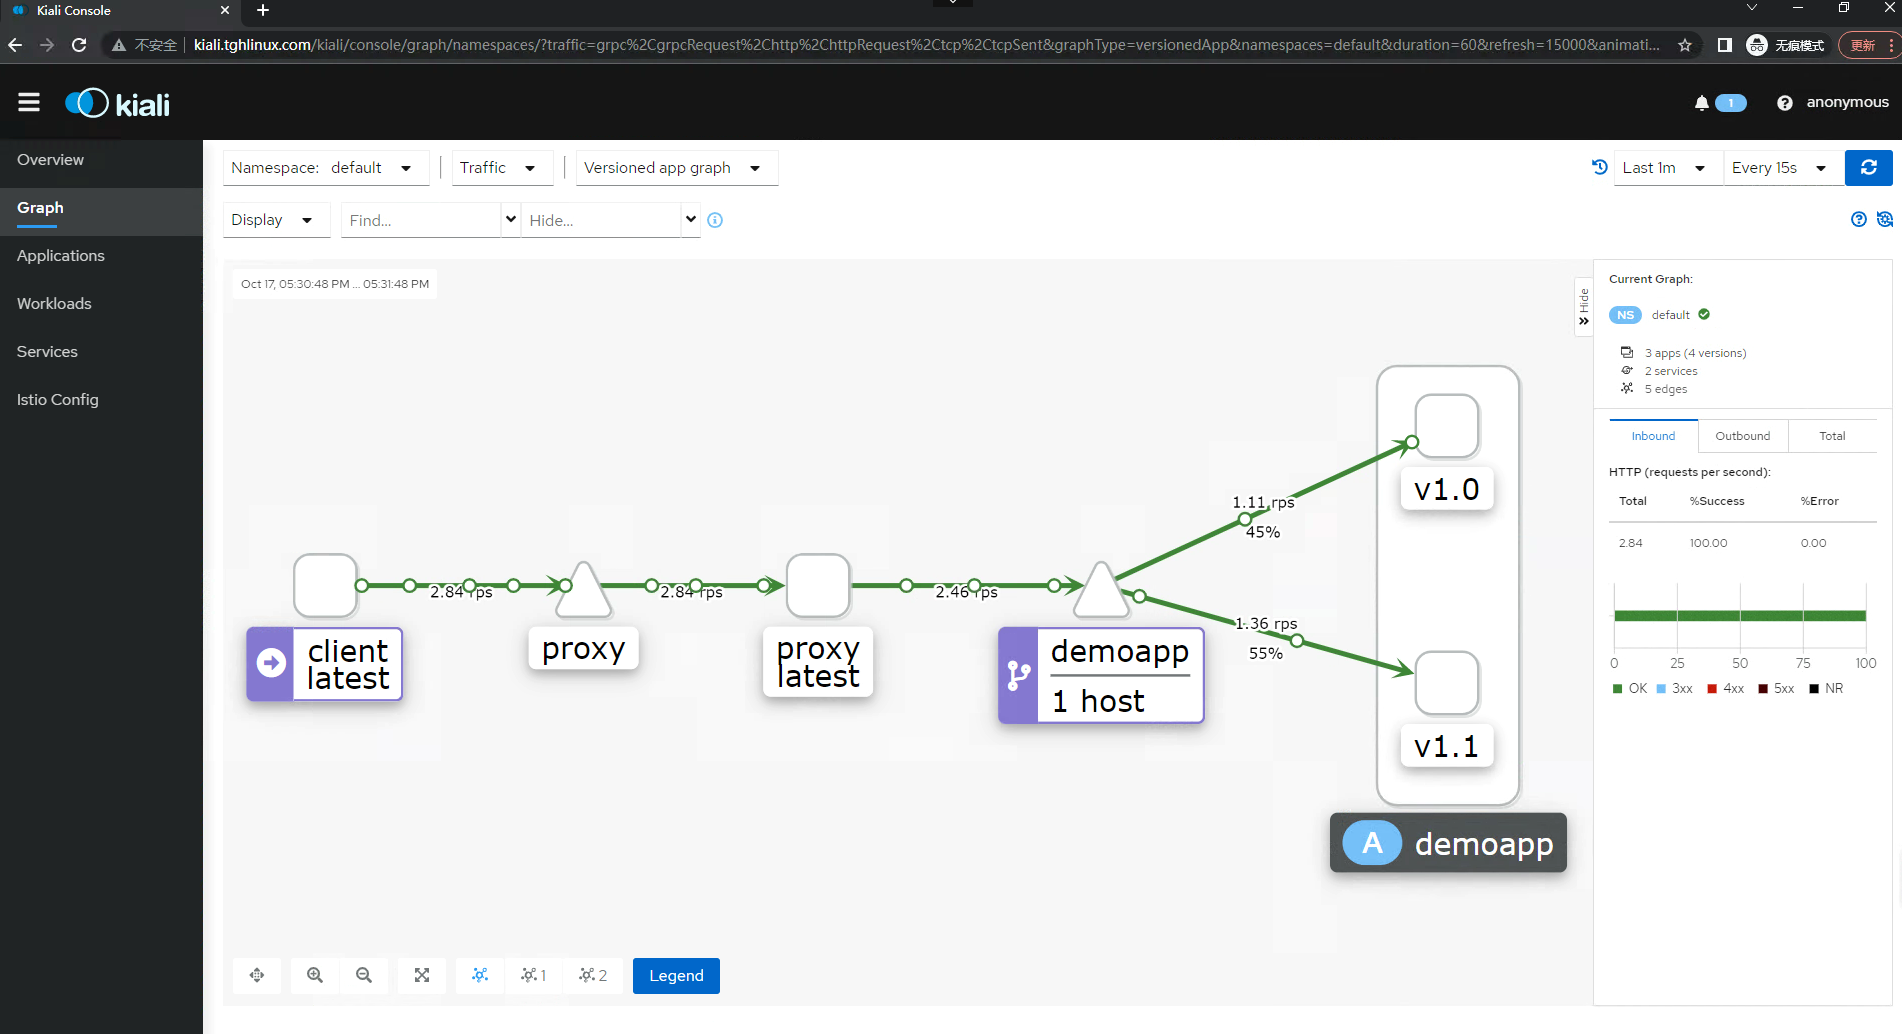 Kiali Console
不安全
kiali.tghlinux.com/kiali/console/graph/namespaces/?traffic=grpc%2CgrpcRequest%2Chttp%2ChttpRequest%2Ctcp%2CtcpSent&graphType=versionedApp&namespaces=default&duration=60&refresh=15000&animati...
无痕模式
更新
kiali
1
anonymous
Overview
Graph
Applications
Workloads
Services
Istio Config
Namespace: default
Traffic
Versioned app graph
Last 1m
Every 15s
Display
Find...
Hide...
Oct 17, 05:30:48 PM ... 05:31:48 PM
Hide
2.84 rps
2.84 rps
2.46 rps
1.11 rps
45%
1.36 rps
55%
client
latest
proxy
proxy
latest
demoapp
1 host
v1.0
v1.1
A
demoapp
1
2
Legend
Current Graph:
NS default
3 apps (4 versions)
2 services
5 edges
Inbound
Outbound
Total
HTTP (requests per second):
Total %Success %Error
2.84 100.00 0.00
0 25 50 75 100
OK 3xx 4xx 5xx NR